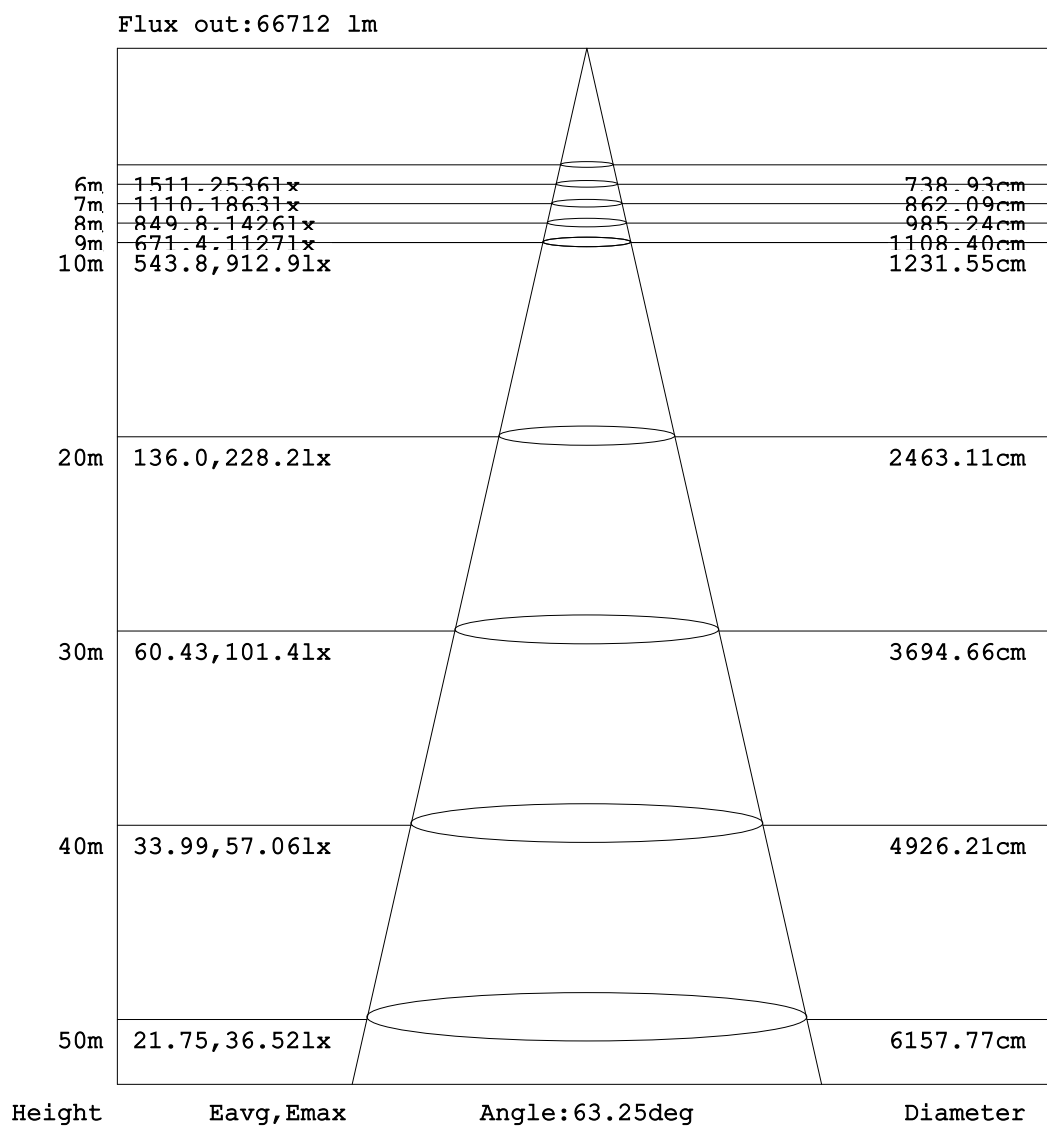 Flux out:66712 lm
6m 1511,2536lx 738.93cm
7m 1110,1863lx 862.09cm
8m 849.8,1426lx 985.24cm
9m 671.4,1127lx 1108.40cm
10m 543.8,912.9lx 1231.55cm
20m 136.0,228.2lx 2463.11cm
30m 60.43,101.4lx 3694.66cm
40m 33.99,57.06lx 4926.21cm
50m 21.75,36.52lx 6157.77cm
Height Eavg,Emax Angle:63.25deg Diameter